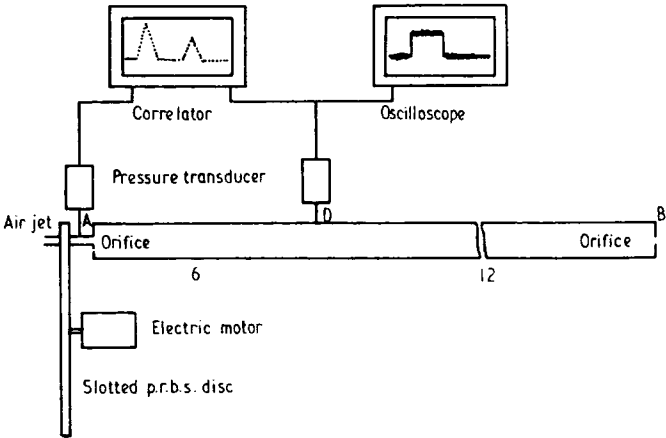 Correlator
Oscilloscope
Pressure transducer
Air jet
A
D
B
Orifice
Orifice
6
12
Electric motor
Slotted p.r.b.s. disc